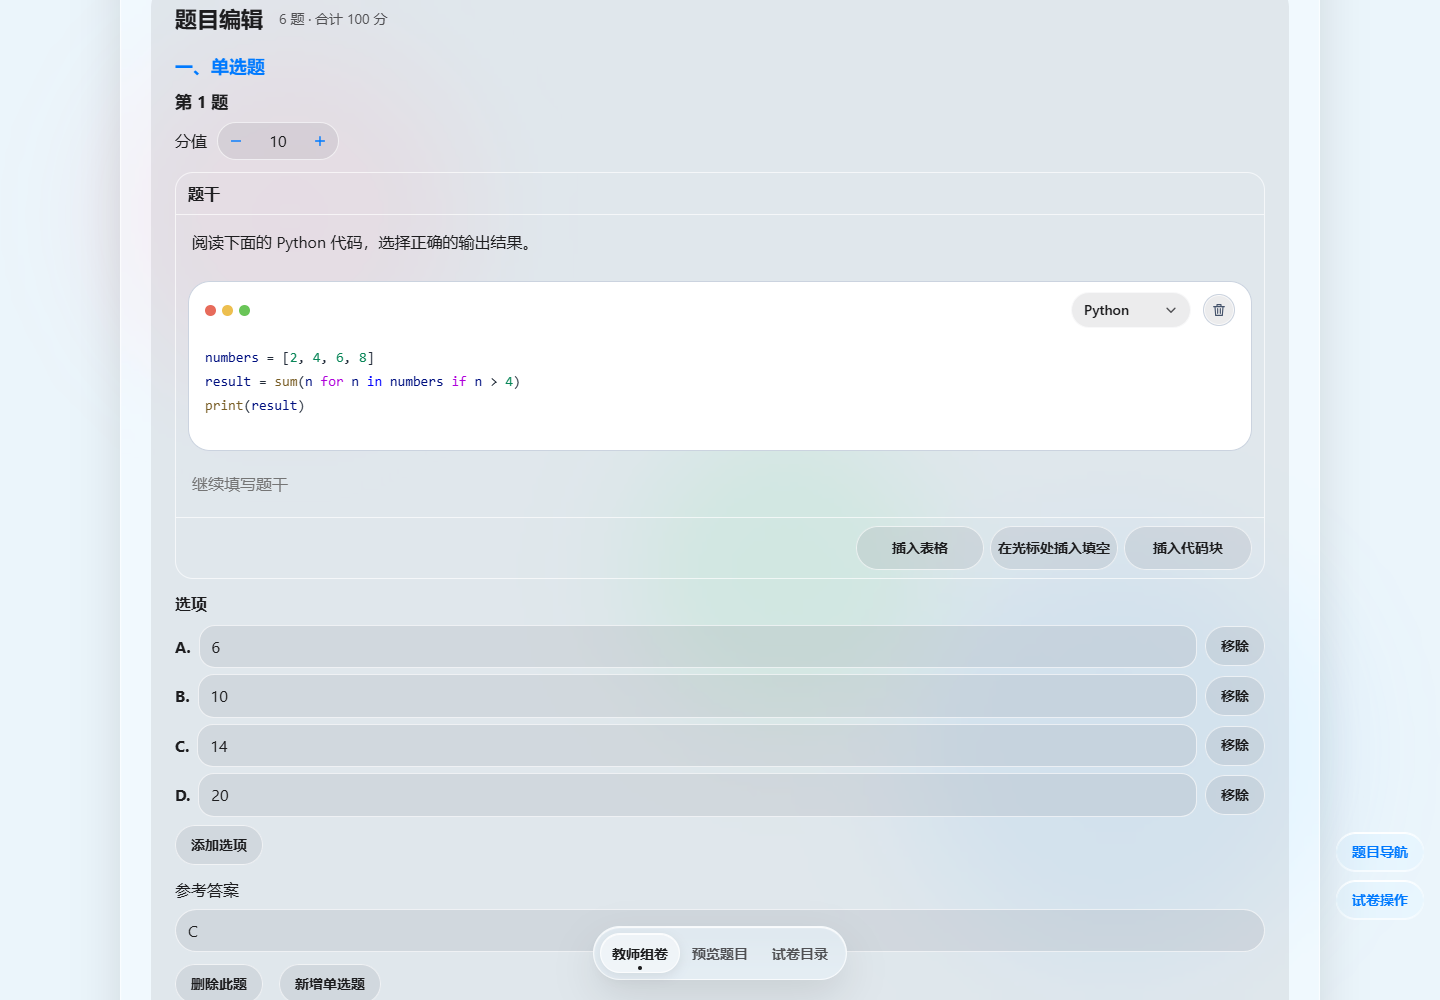 题目编辑 6 题 · 合计 100 分
一、单选题
第 1 题
分值 − 10 +
题干
阅读下面的 Python 代码，选择正确的输出结果。
Python
numbers = [2, 4, 6, 8]
result = sum(n for n in numbers if n > 4)
print(result)
继续填写题干
插入表格 在光标处插入填空 插入代码块
选项
A. 6 移除
B. 10 移除
C. 14 移除
D. 20 移除
添加选项
题目导航
参考答案
试卷操作
C
教师组卷 预览题目 试卷目录
删除此题 新增单选题